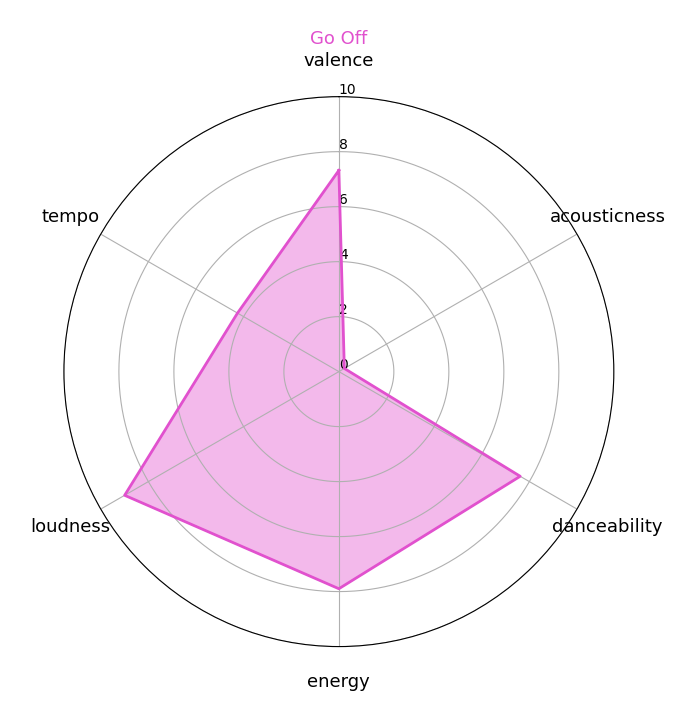 Go Off
valence
10
8
tempo
6
acousticness
4
2
0
loudness
danceability
energy